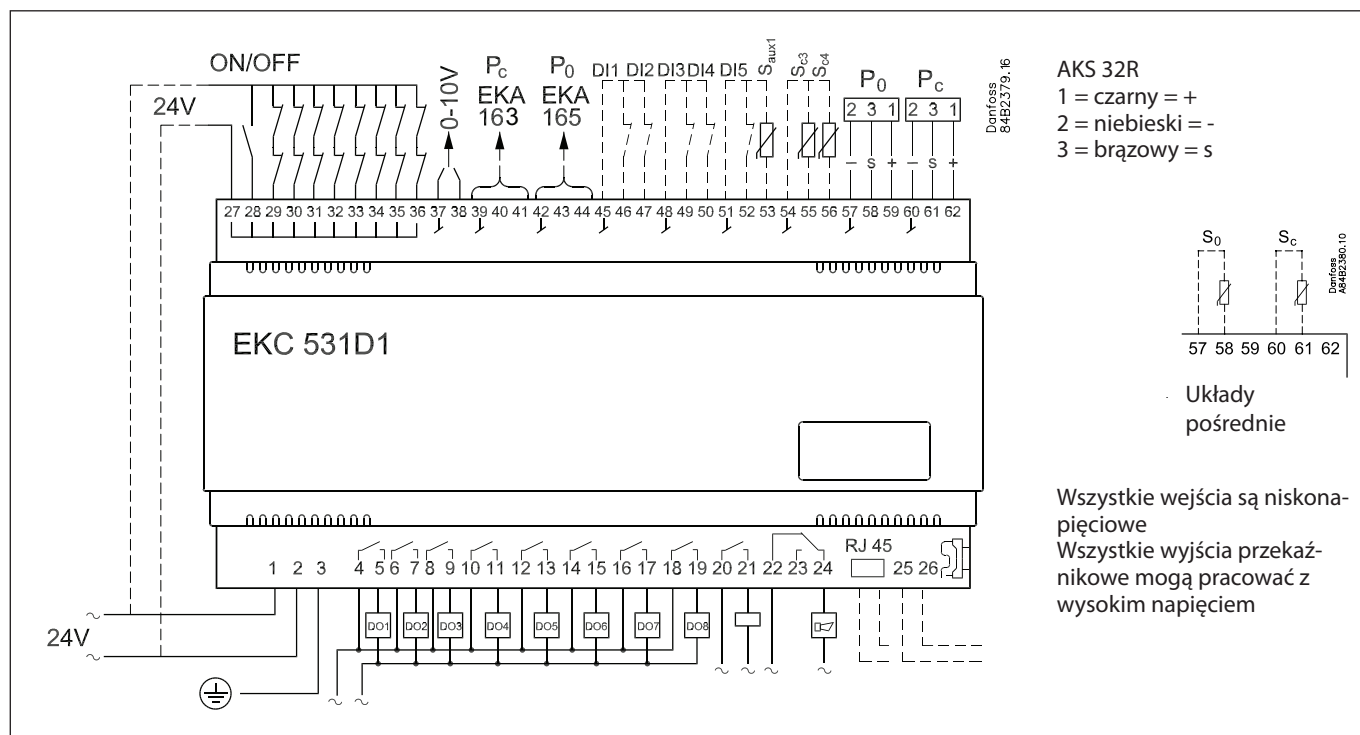 ON/OFF
24V
0-10V
Pc
EKA
163
P0
EKA
165
DI1 DI2 DI3 DI4 DI5 Saux1 Sc3 Sc4
P0 Pc
2 3 1 2 3 1
– s + – s +
Danfoss
84B2379.16
AKS 32R
1 = czarny = +
2 = niebieski = -
3 = brązowy = s
27 28 29 30 31 32 33 34 35 36 37 38 39 40 41 42 43 44 45 46 47 48 49 50 51 52 53 54 55 56 57 58 59 60 61 62
S0 Sc
Danfoss
A84B2380.10
57 58 59 60 61 62
Układy
pośrednie
EKC 531D1
Wszystkie wejścia są niskona-
pięciowe
Wszystkie wyjścia przekaź-
nikowe mogą pracować z
wysokim napięciem
RJ 45
1 2 3 4 5 6 7 8 9 10 11 12 13 14 15 16 17 18 19 20 21 22 23 24 25 26
DO1 DO2 DO3 DO4 DO5 DO6 DO7 DO8
24V